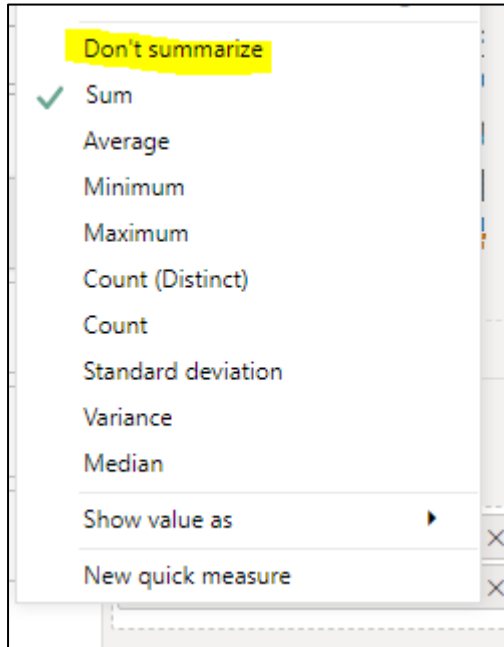 Don't summarize
Sum
Average
Minimum
Maximum
Count (Distinct)
Count
Standard deviation
Variance
Median
Show value as
New quick measure